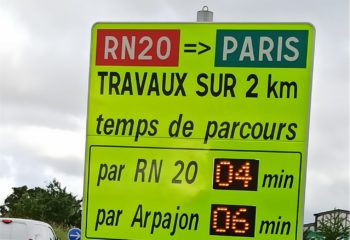 RN20 => PARIS
TRAVAUX SUR 2 km
temps de parcours
par RN 20 04 min
par Arpajon 06 min